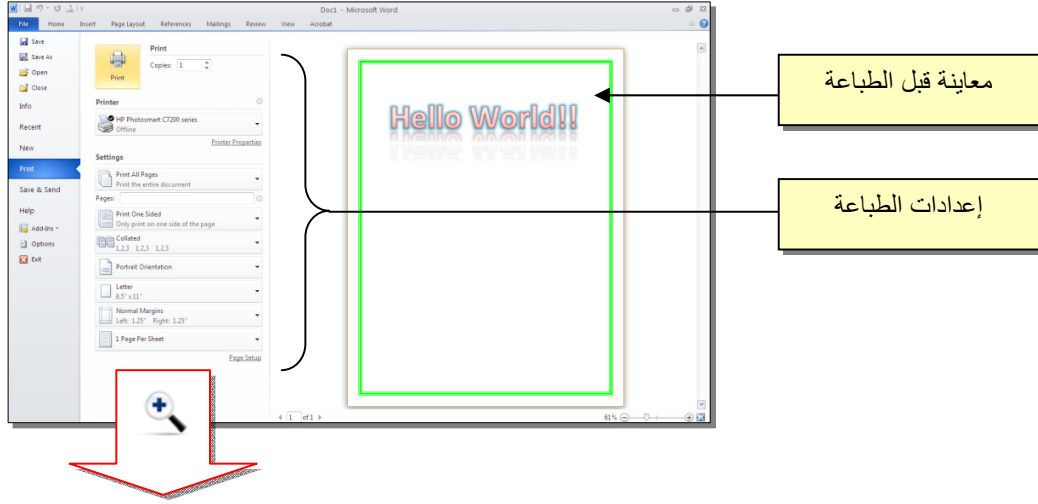 Doc1 - Microsoft Word
File Home Insert Page Layout References Mailings Review View Acrobat
Save
Save As
Open
Close
Info
Recent
New
Print
Save & Send
Help
Add-Ins
Options
Exit
Print
Print
Copies: 1
Printer
HP Photosmart C7200 series
Offline
Printer Properties
Settings
Print All Pages
Print the entire document
Pages:
Print One Sided
Only print on one side of the page
Collated
1,2,3 1,2,3 1,2,3
Portrait Orientation
Letter
8.5" x 11"
Normal Margins
Left: 1.25" Right: 1.25"
1 Page Per Sheet
Page Setup
Hello World!!
1 of 1
61%
معاينة قبل الطباعة
إعدادات الطباعة